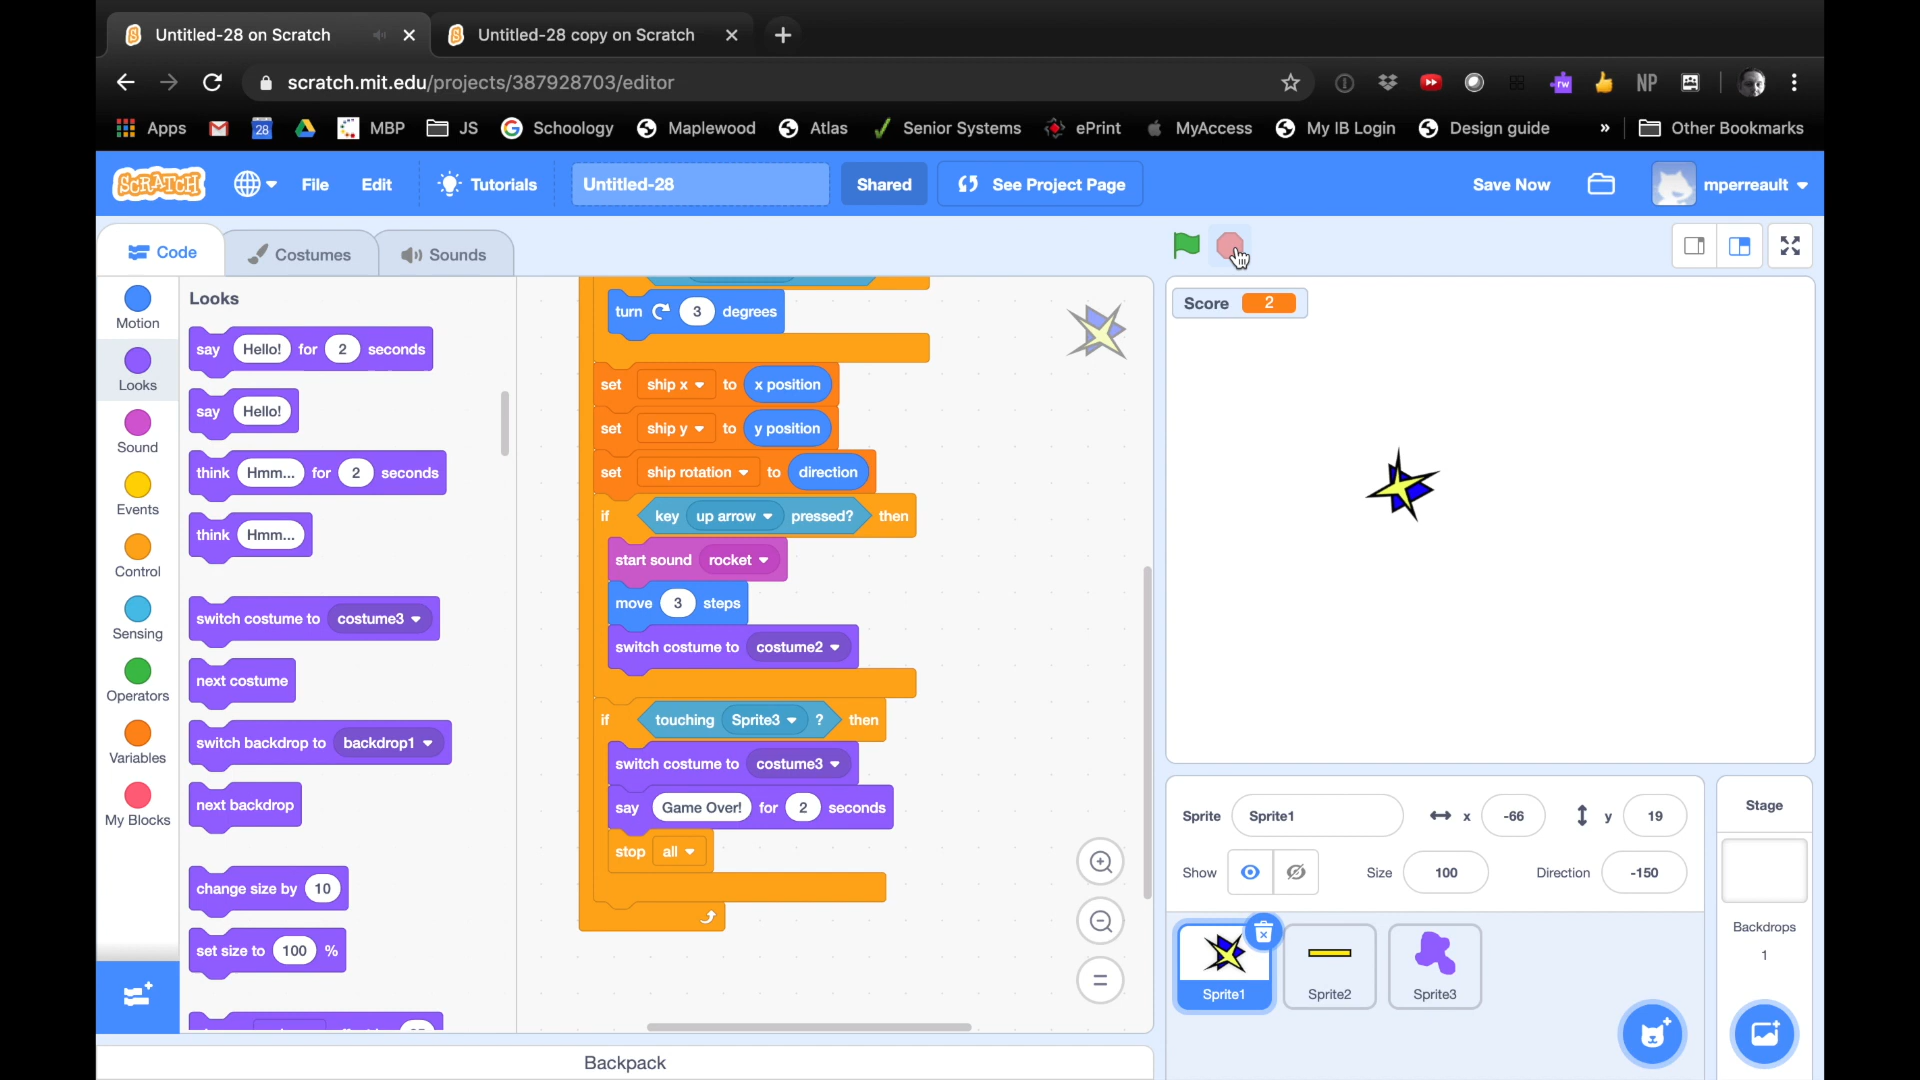 Untitled-28 on Scratch
Untitled-28 copy on Scratch
scratch.mit.edu/projects/387928703/editor
rw
NP
Apps
28
MBP
JS
Schoology
Maplewood
Atlas
Senior Systems
ePrint
MyAccess
My IB Login
Design guide
»
Other Bookmarks
SCRATCH
File
Edit
Tutorials
Untitled-28
Shared
See Project Page
Save Now
mperreault
Code
Costumes
Sounds
Motion
Looks
Sound
Events
Control
Sensing
Operators
Variables
My Blocks
Looks
say Hello! for 2 seconds
say Hello!
think Hmm... for 2 seconds
think Hmm...
switch costume to costume3
next costume
switch backdrop to backdrop1
next backdrop
change size by 10
set size to 100 %
turn 3 degrees
set ship x to x position
set ship y to y position
set ship rotation to direction
if key up arrow pressed? then
start sound rocket
move 3 steps
switch costume to costume2
if touching Sprite3 ? then
switch costume to costume3
say Game Over! for 2 seconds
stop all
Score 2
Sprite Sprite1 x -66 y 19
Show Size 100 Direction -150
Sprite1
Sprite2
Sprite3
Stage
Backdrops
1
Backpack